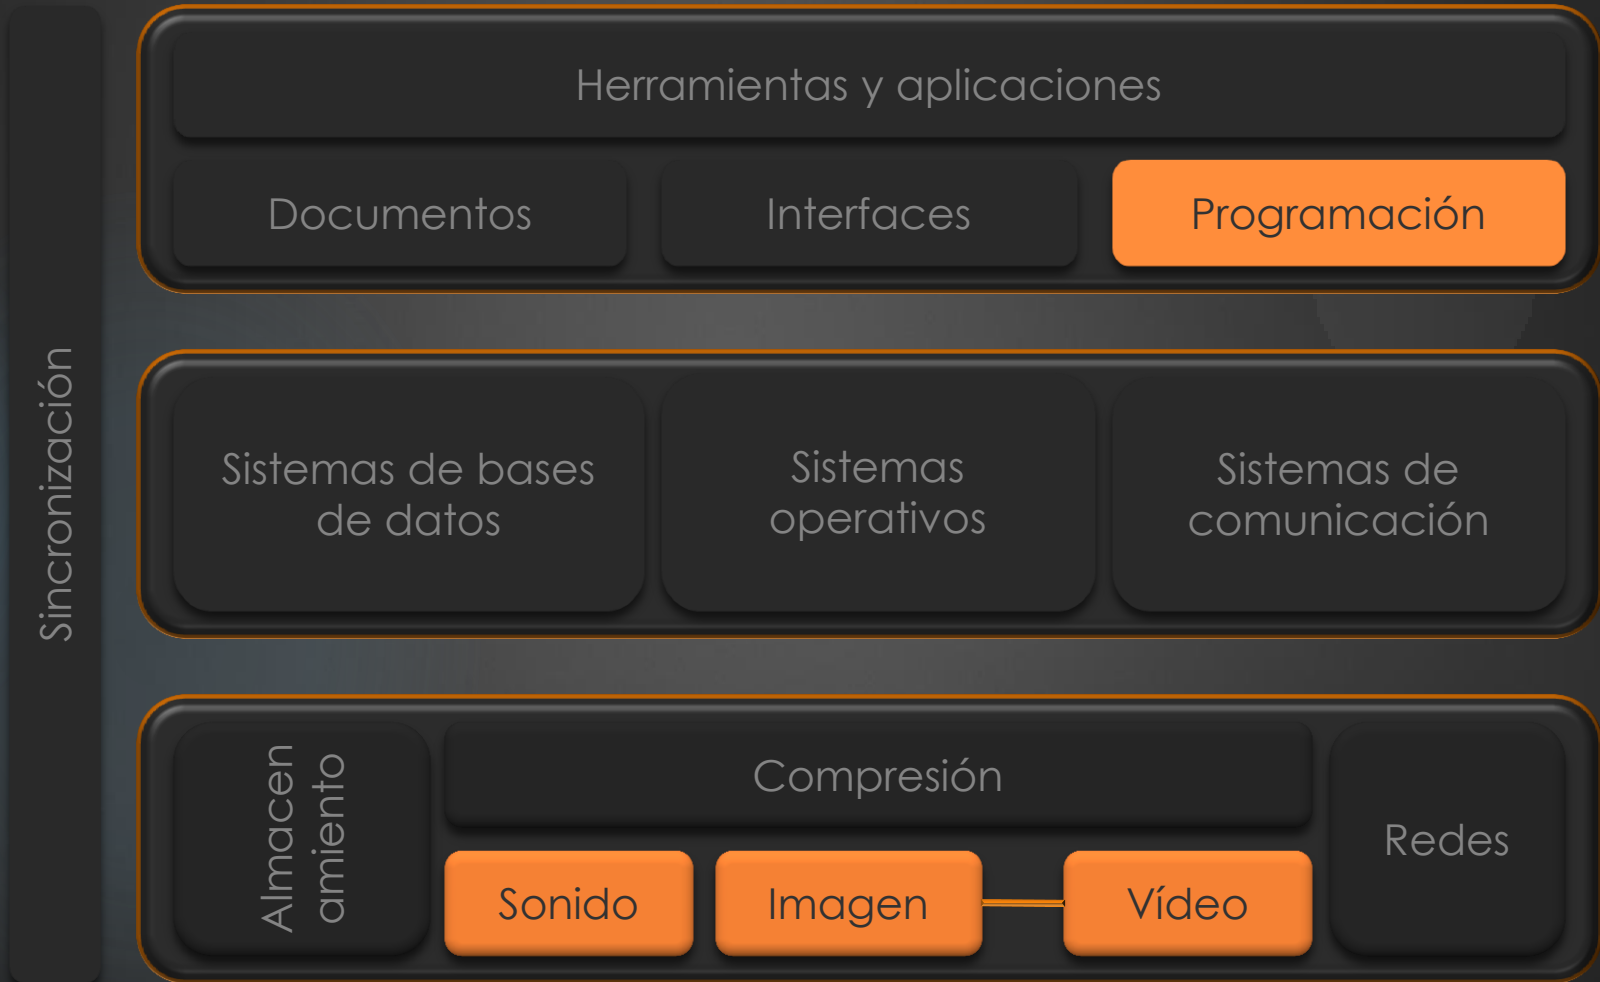 Sincronización
Herramientas y aplicaciones
Documentos
Interfaces
Programación
Sistemas de bases
de datos
Sistemas
operativos
Sistemas de
comunicación
Almacen
amiento
Compresión
Sonido
Imagen
Vídeo
Redes